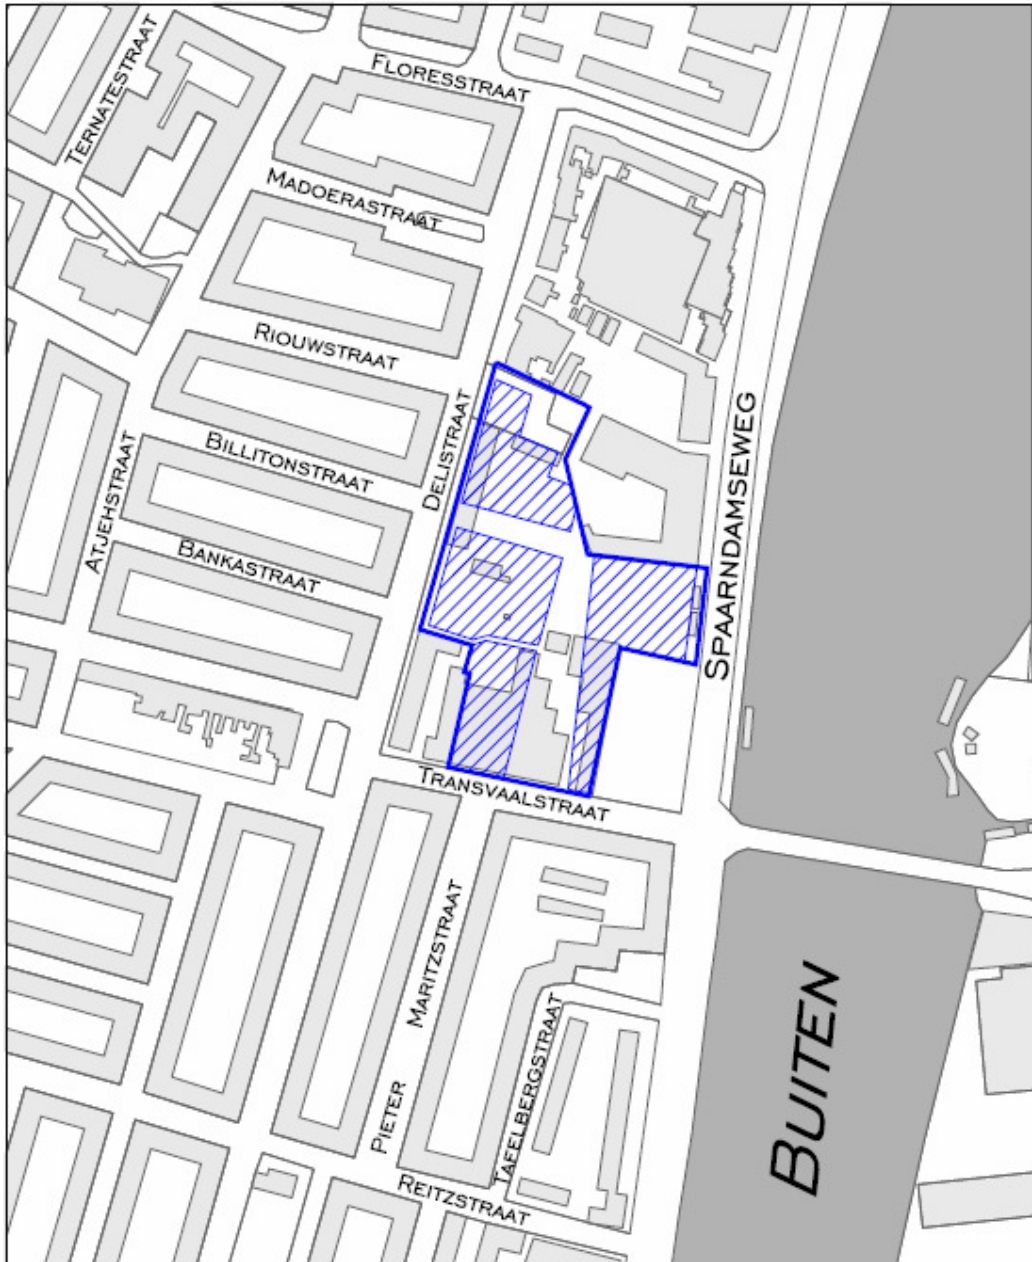 FLORESSTRAAT
TERNATESTRAAT
MADOERASTRAAT
RIOUWSTRAAT
DELISTRAAT
BILLITONSTRAAT
SPAARNDAMSEWEG
ATJEHSTRAAT
BANKASTRAAT
TRANSVAALSTRAAT
PIETER
MARITZSTRAAT
TAFELBERGSTRAAT
REITZSTRAAT
BUITEN